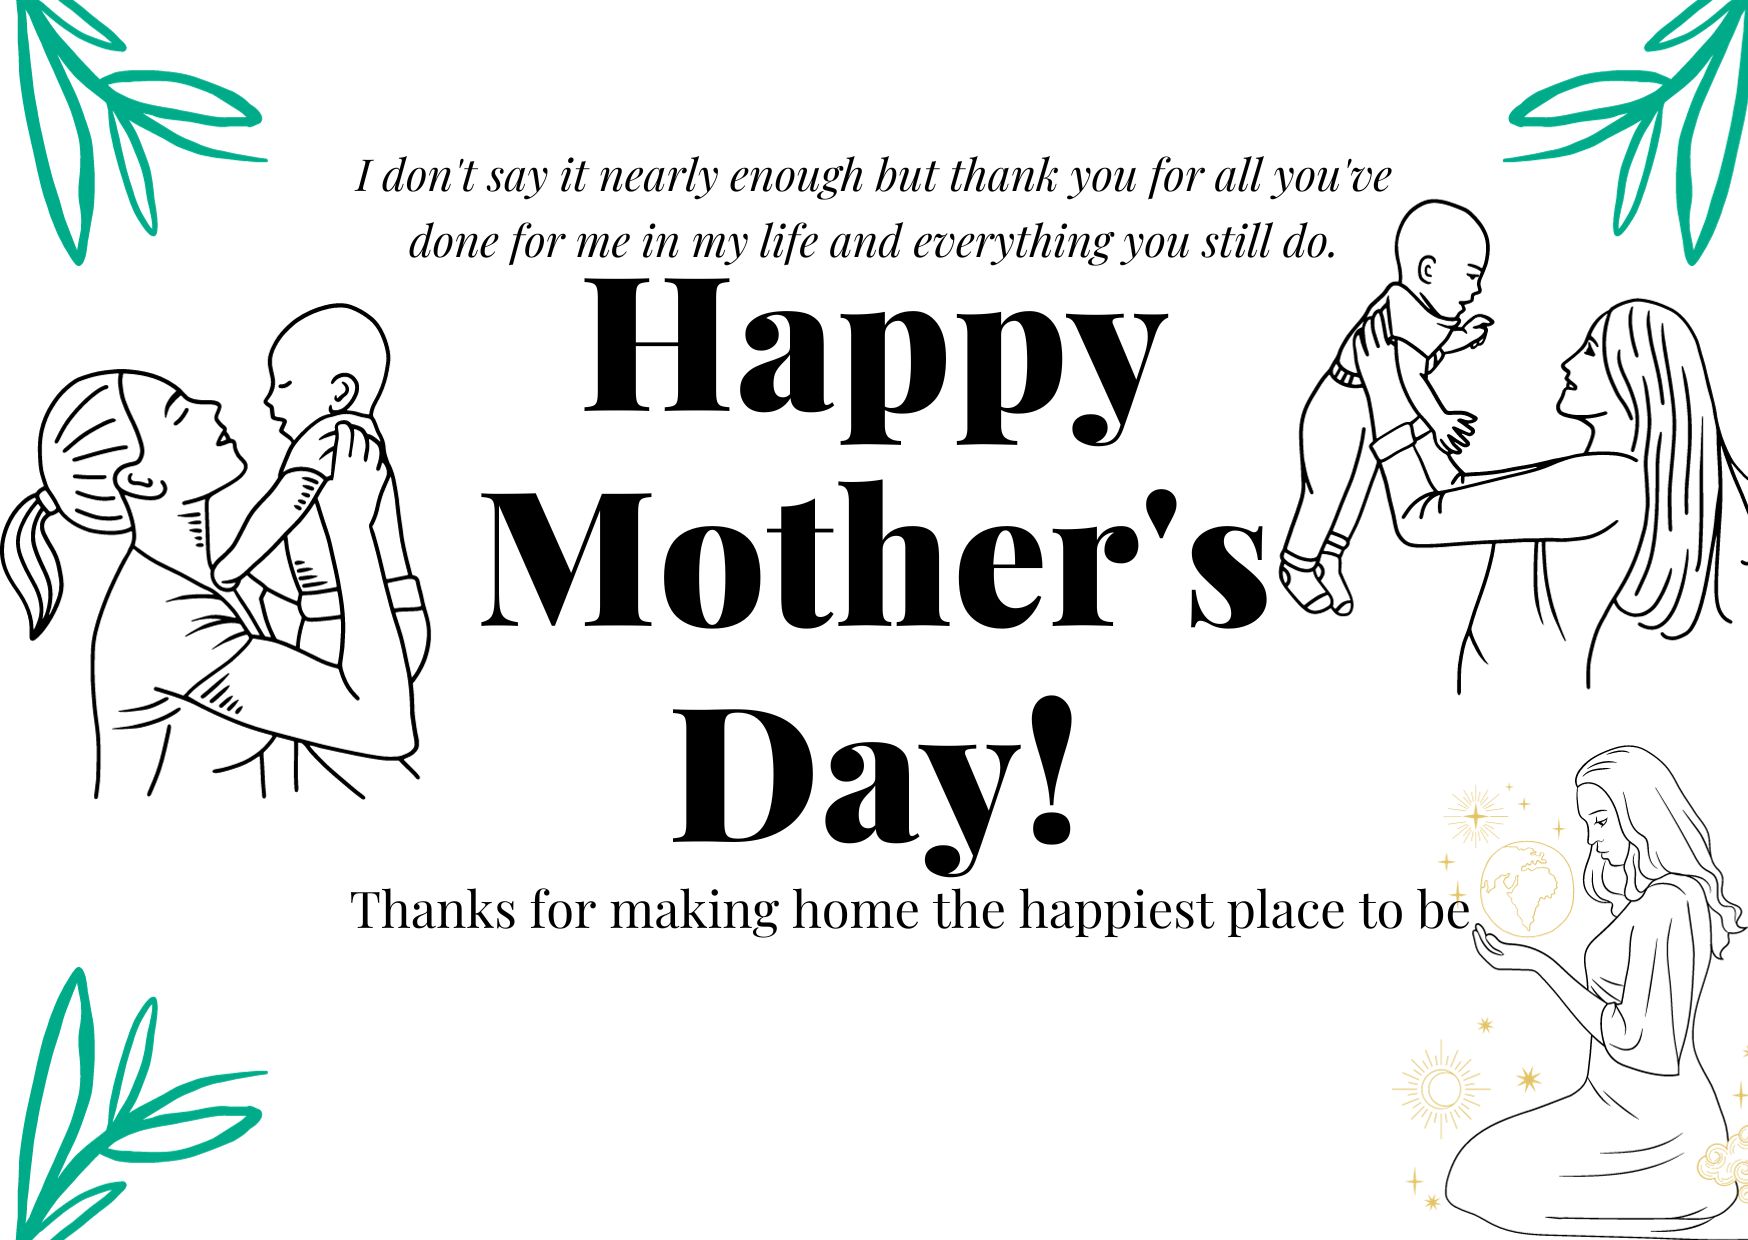 I don't say it nearly enough but thank you for all you've
done for me in my life and everything you still do.
Happy
Mother's
Day!
Thanks for making home the happiest place to be